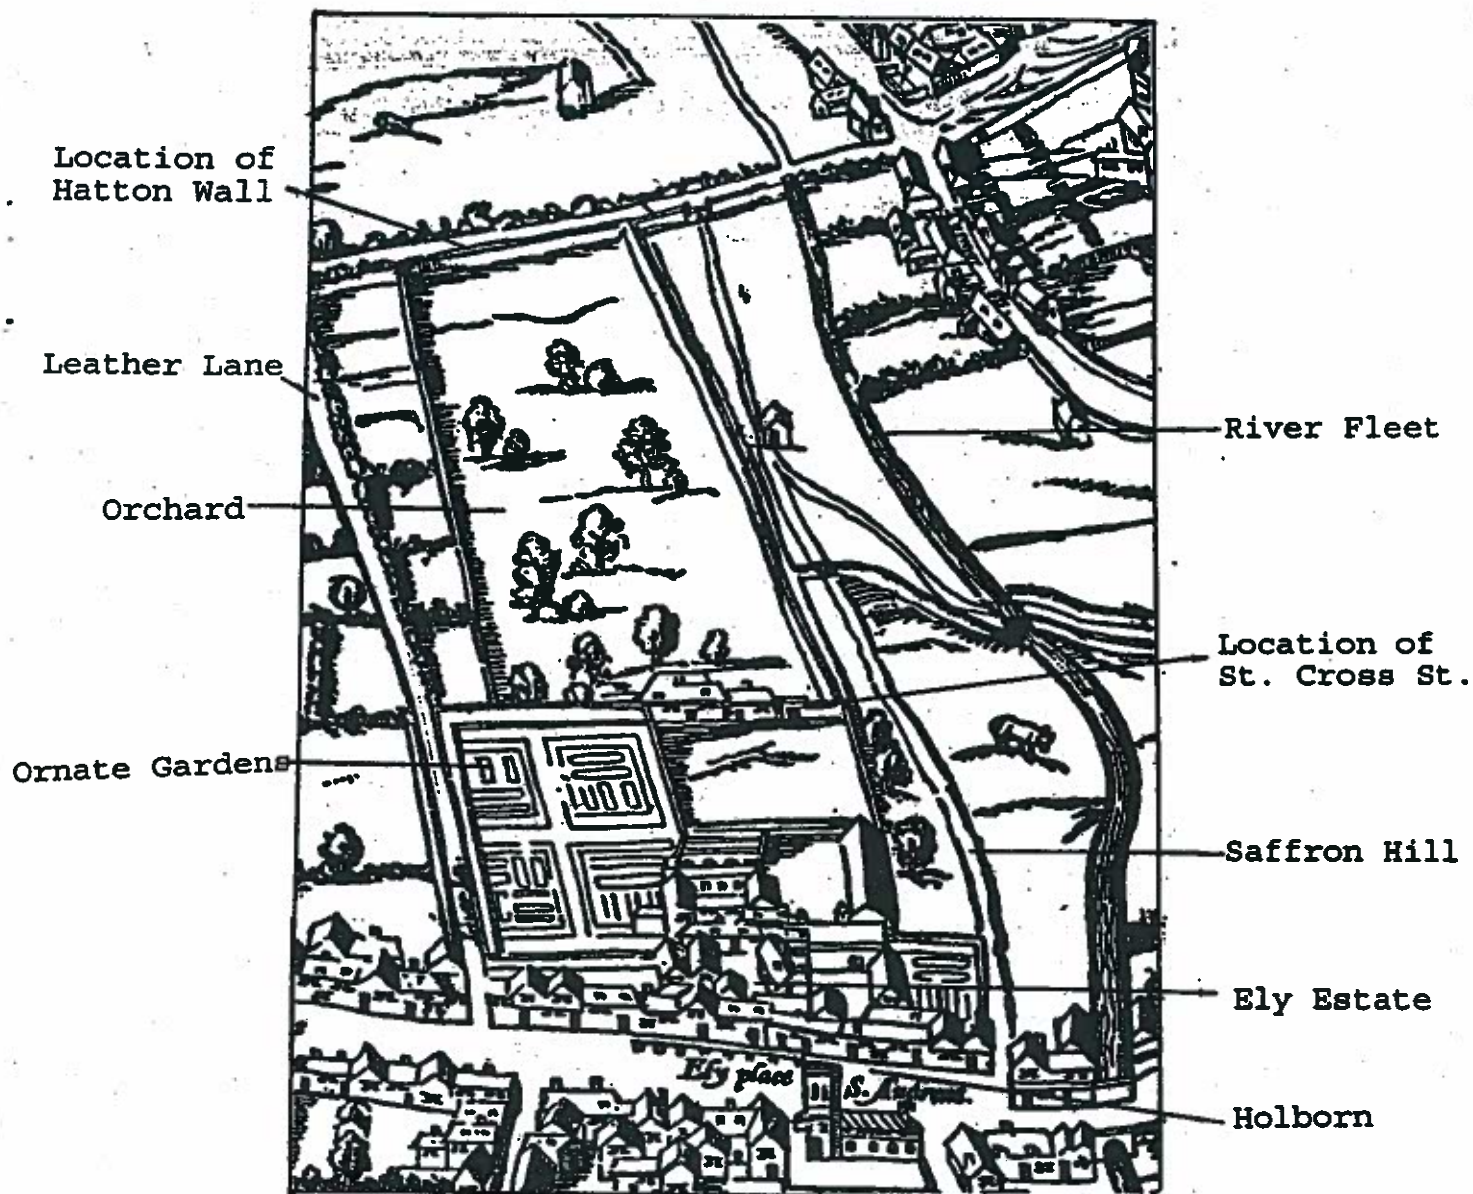 Location of
Hatton Wall
Leather Lane
Orchard
River Fleet
Location of
St. Cross St.
Ornate Gardens
Saffron Hill
Ely Estate
Ely place
Holborn